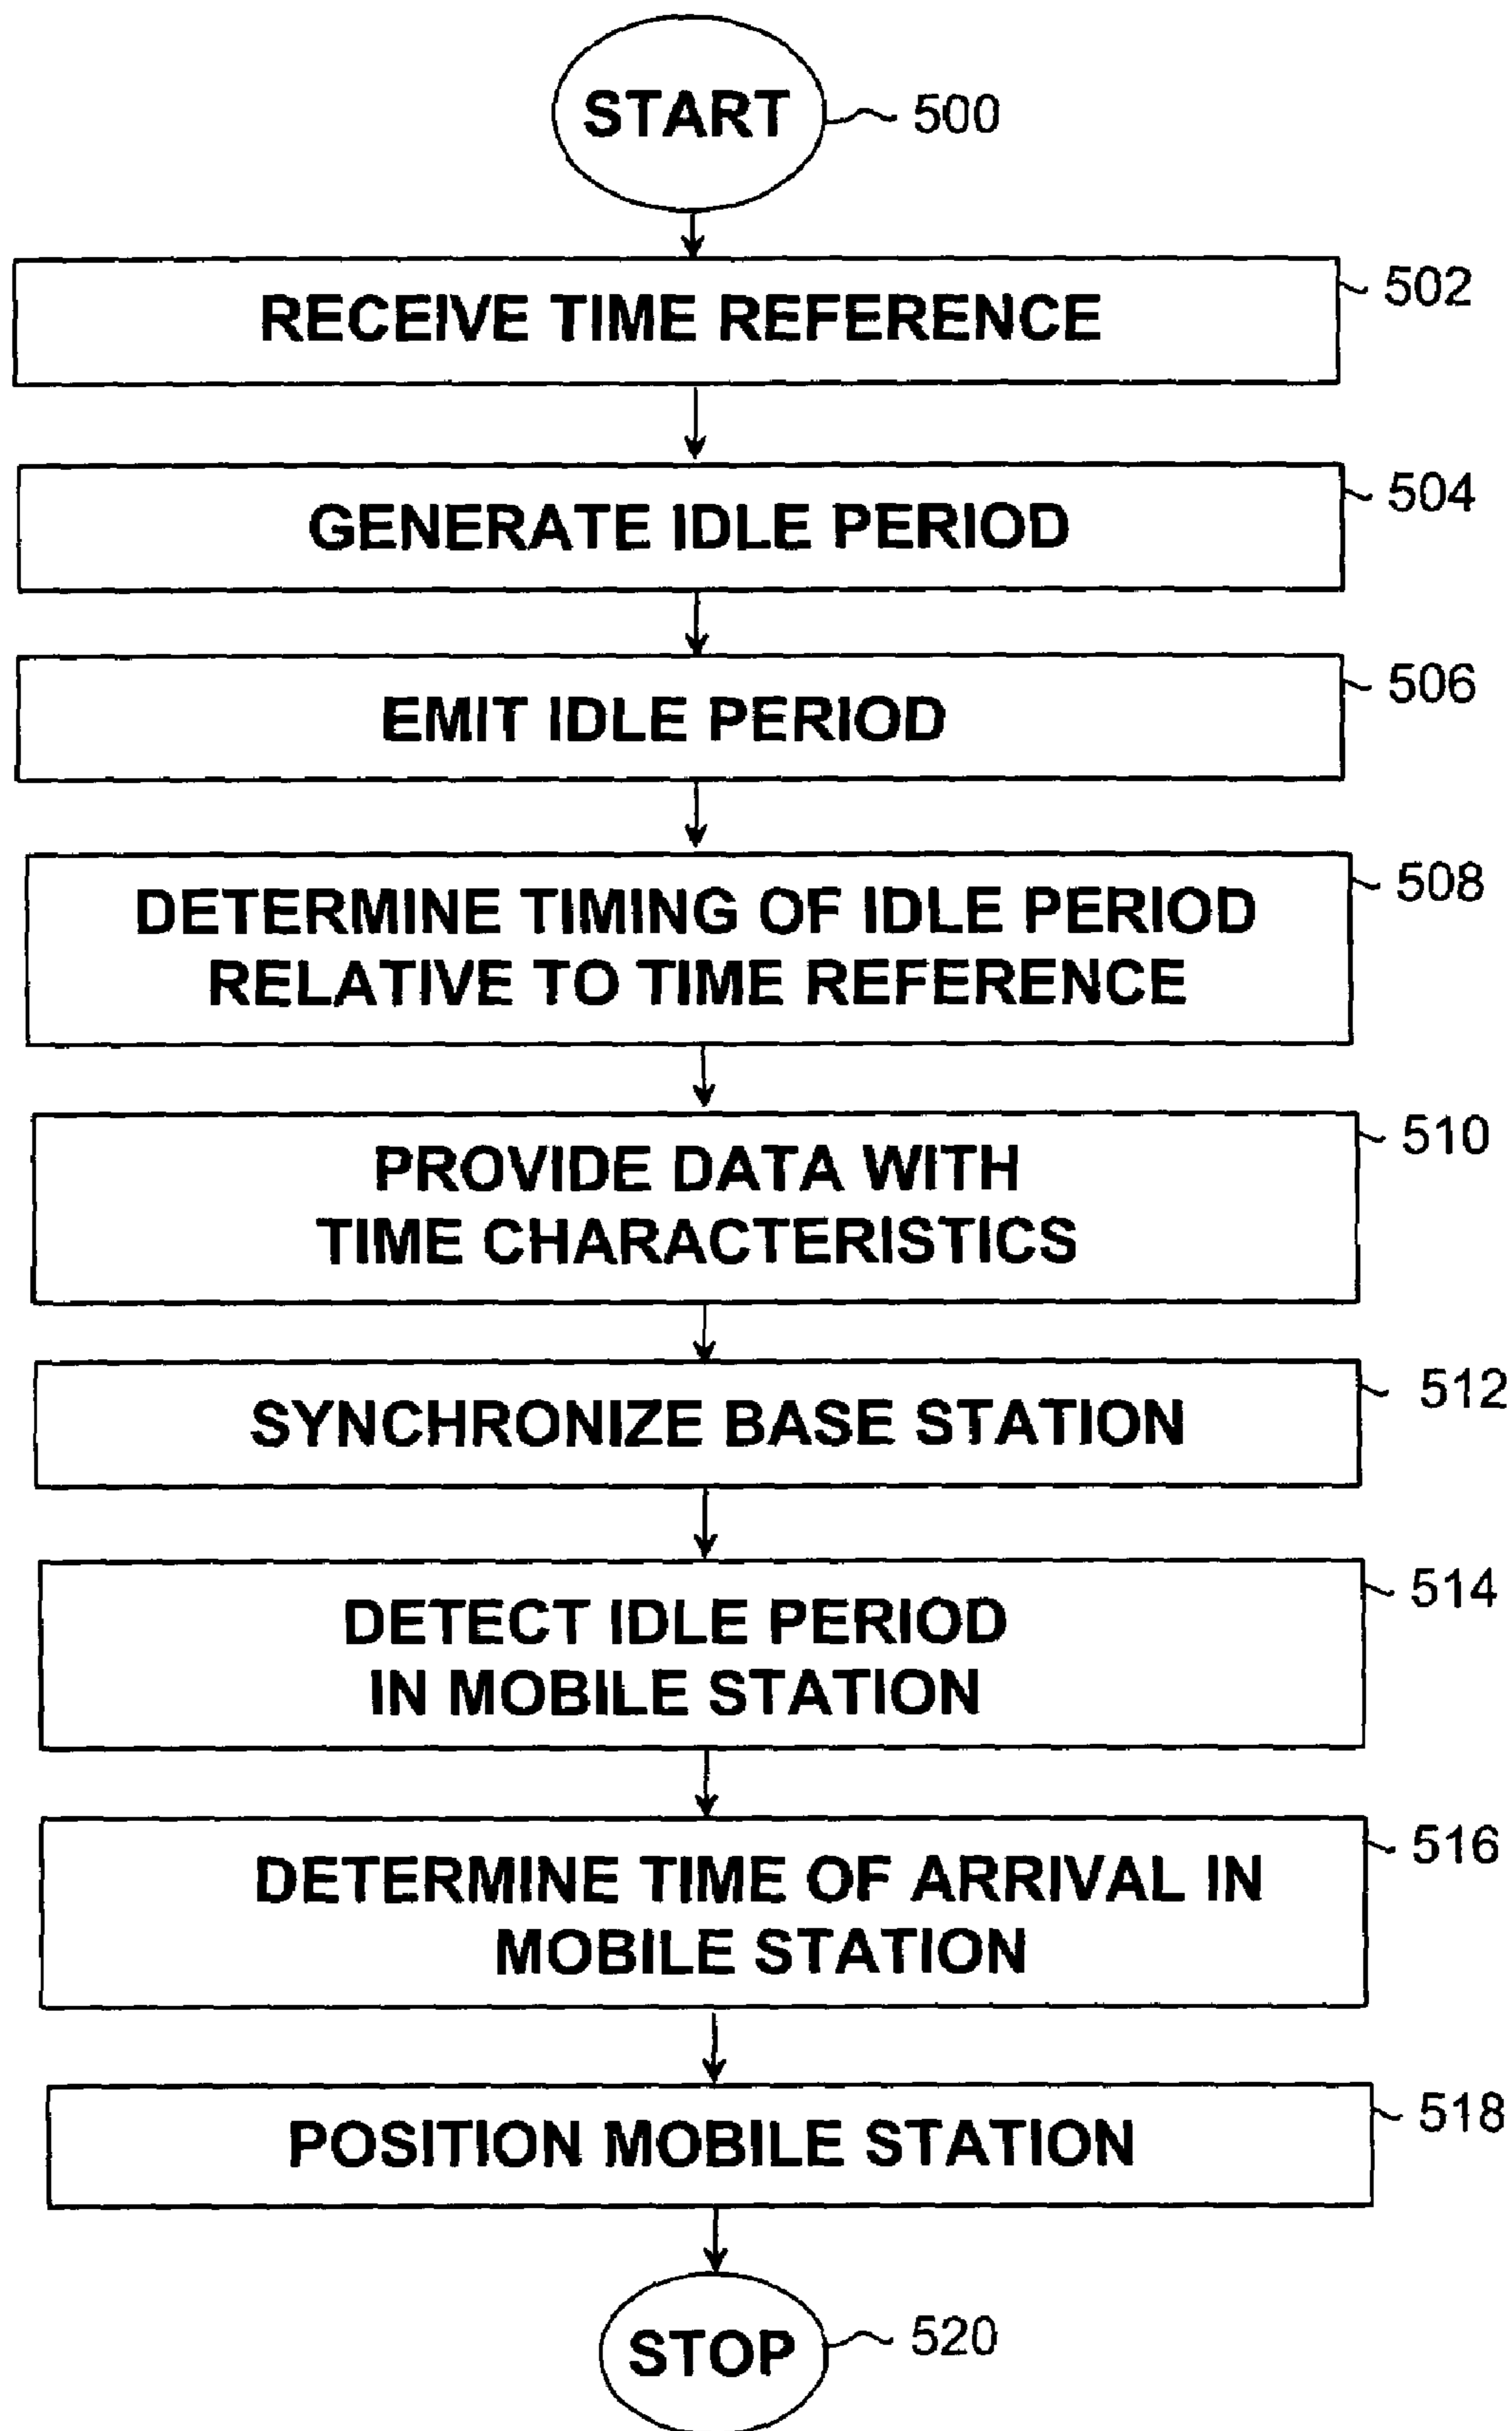 START
500
RECEIVE TIME REFERENCE
502
GENERATE IDLE PERIOD
504
EMIT IDLE PERIOD
506
DETERMINE TIMING OF IDLE PERIOD
RELATIVE TO TIME REFERENCE
508
PROVIDE DATA WITH
TIME CHARACTERISTICS
510
SYNCHRONIZE BASE STATION
512
DETECT IDLE PERIOD
IN MOBILE STATION
514
DETERMINE TIME OF ARRIVAL IN
MOBILE STATION
516
POSITION MOBILE STATION
518
STOP
520